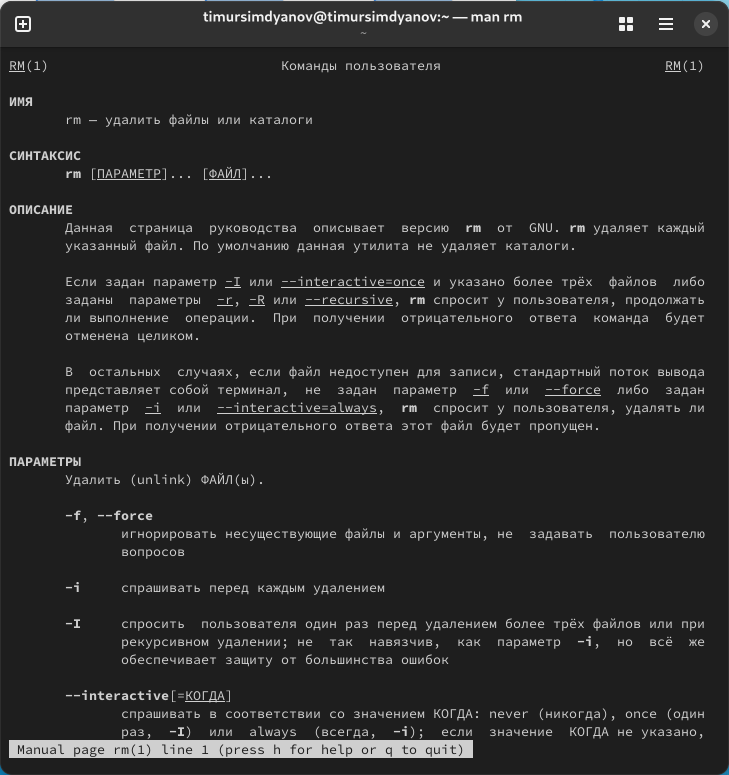 timursimdyanov@timursimdyanov:~ — man rm
~
RM(1) Команды пользователя RM(1)
ИМЯ
rm — удалить файлы или каталоги
СИНТАКСИС
rm [ПАРАМЕТР]... [ФАЙЛ]...
ОПИСАНИЕ
Данная страница руководства описывает версию rm от GNU. rm удаляет каждый
указанный файл. По умолчанию данная утилита не удаляет каталоги.
Если задан параметр -I или --interactive=once и указано более трёх файлов либо
заданы параметры -r, -R или --recursive, rm спросит у пользователя, продолжать
ли выполнение операции. При получении отрицательного ответа команда будет
отменена целиком.
В остальных случаях, если файл недоступен для записи, стандартный поток вывода
представляет собой терминал, не задан параметр -f или --force либо задан
параметр -i или --interactive=always, rm спросит у пользователя, удалять ли
файл. При получении отрицательного ответа этот файл будет пропущен.
ПАРАМЕТРЫ
Удалить (unlink) ФАЙЛ(ы).
-f, --force
игнорировать несуществующие файлы и аргументы, не задавать пользователю
вопросов
-i спрашивать перед каждым удалением
-I спросить пользователя один раз перед удалением более трёх файлов или при
рекурсивном удалении; не так навязчив, как параметр -i, но всё же
обеспечивает защиту от большинства ошибок
--interactive[=КОГДА]
спрашивать в соответствии со значением КОГДА: never (никогда), once (один
раз, -I) или always (всегда, -i); если значение КОГДА не указано,
Manual page rm(1) line 1 (press h for help or q to quit)